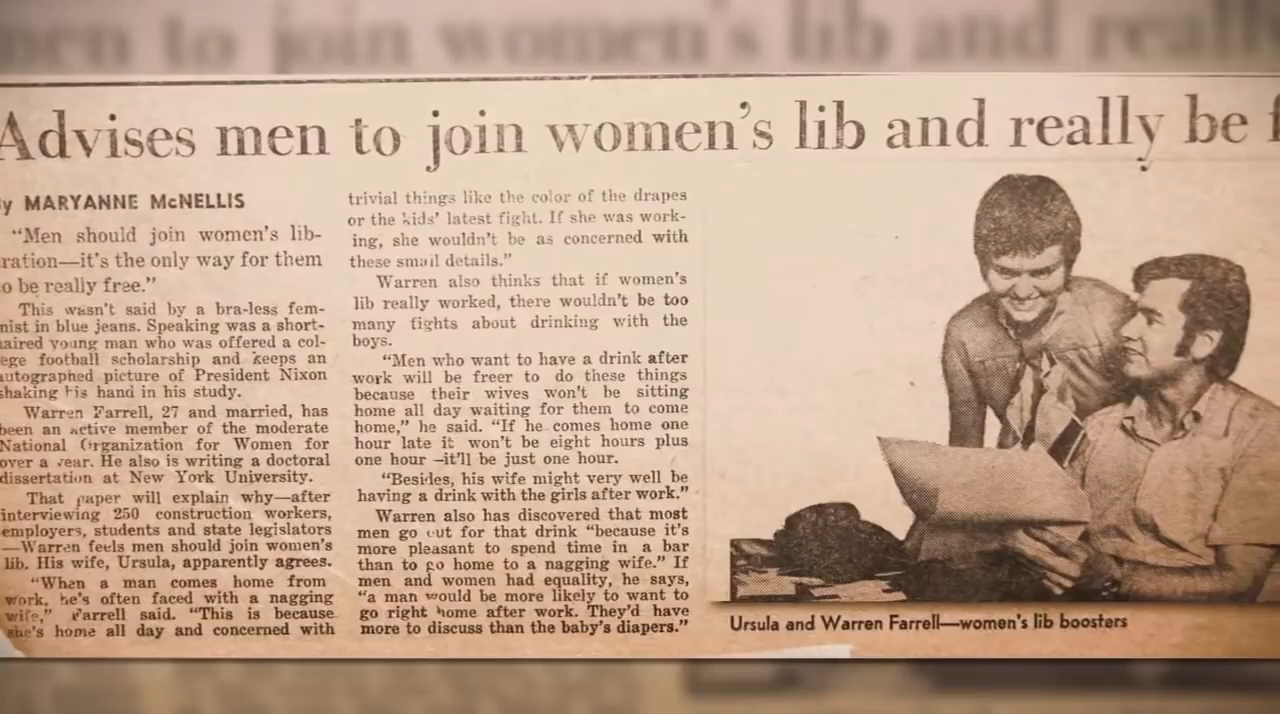 men to join women's lib and really
Advises men to join women's lib and really be f
y MARYANNE McNELLIS
"Men should join women's lib-
ration—it's the only way for them
o be really free."
This wasn't said by a bra-less fem-
nist in blue jeans. Speaking was a short-
haired young man who was offered a col-
ege football scholarship and keeps an
autographed picture of President Nixon
shaking his hand in his study.
Warren Farrell, 27 and married, has
been an active member of the moderate
National Organization for Women for
over a year. He also is writing a doctoral
dissertation at New York University.
That paper will explain why—after
interviewing 250 construction workers,
employers, students and state legislators
—Warren feels men should join women's
lib. His wife, Ursula, apparently agrees.
"When a man comes home from
work, he's often faced with a nagging
wife," Farrell said. "This is because
she's home all day and concerned with
trivial things like the color of the drapes
or the kids' latest fight. If she was work-
ing, she wouldn't be as concerned with
these small details."
Warren also thinks that if women's
lib really worked, there wouldn't be too
many fights about drinking with the
boys.
"Men who want to have a drink after
work will be freer to do these things
because their wives won't be sitting
home all day waiting for them to come
home," he said. "If he comes home one
hour late it won't be eight hours plus
one hour—it'll be just one hour.
"Besides, his wife might very well be
having a drink with the girls after work."
Warren also has discovered that most
men go out for that drink "because it's
more pleasant to spend time in a bar
than to go home to a nagging wife." If
men and women had equality, he says,
"a man would be more likely to want to
go right home after work. They'd have
more to discuss than the baby's diapers."
Ursula and Warren Farrell—women's lib boosters